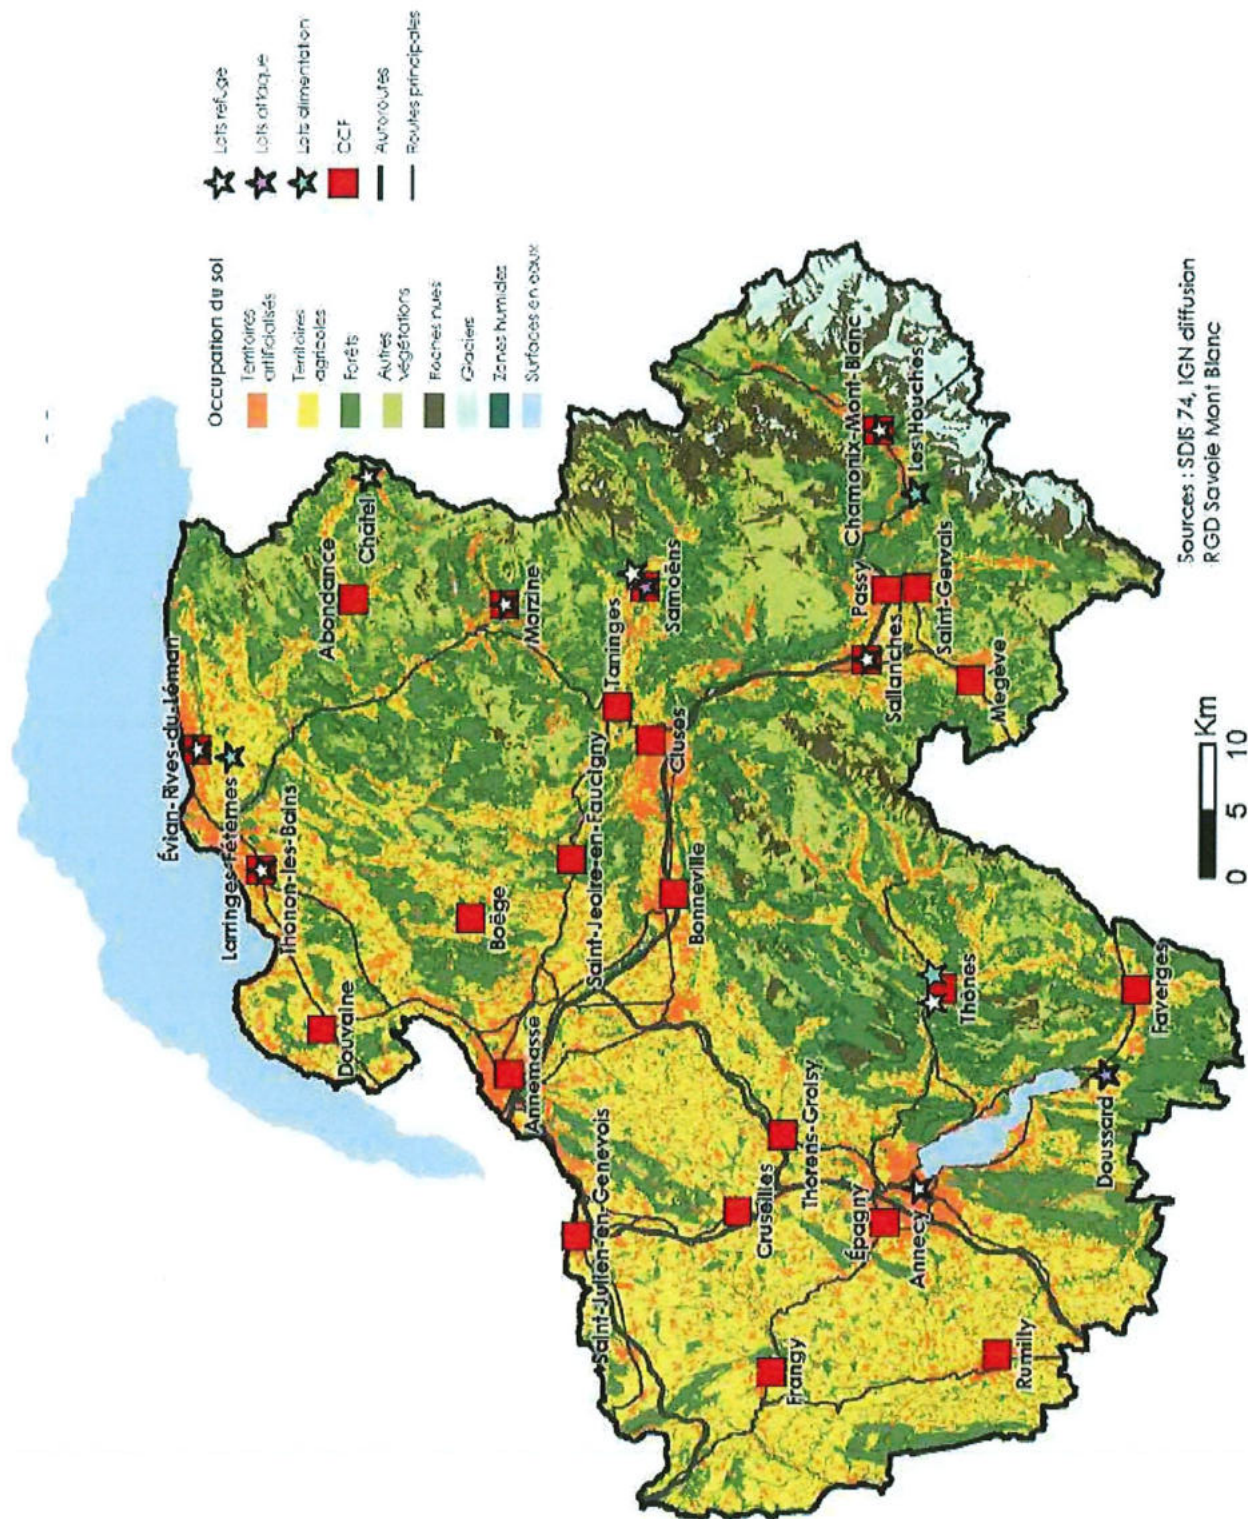 Occupation du sol
Territoires
artificialisés
Territoires
agricoles
Forêts
Autres
végétations
Roches nues
Glaciers
Zones humides
Surfaces en eaux
Lots refuge
Lots attaque
Lots alimentation
CCF
Autoroutes
Routes principales
Évian-Rives-du-Léman
Larringes-Féternes
Thonon-les-Bains
Abondance
Chatel
Douvaine
Morzine
Boëge
Annemasse
Taninges
Samoëns
Saint-Jeoire-en-Faucigny
Saint-Julien-en-Genevois
Cluses
Bonneville
Cruseilles
Thorens-Groisy
Frangy
Passy
Chamonix-Mont-Blanc
Les Houches
Sallanches
Saint-Gervais
Megève
Épagny
Annecy
Thônes
Rumilly
Doussard
Faverges
0 5 10 Km
Sources : SDIS 74, IGN diffusion
RGD Savoie Mont Blanc